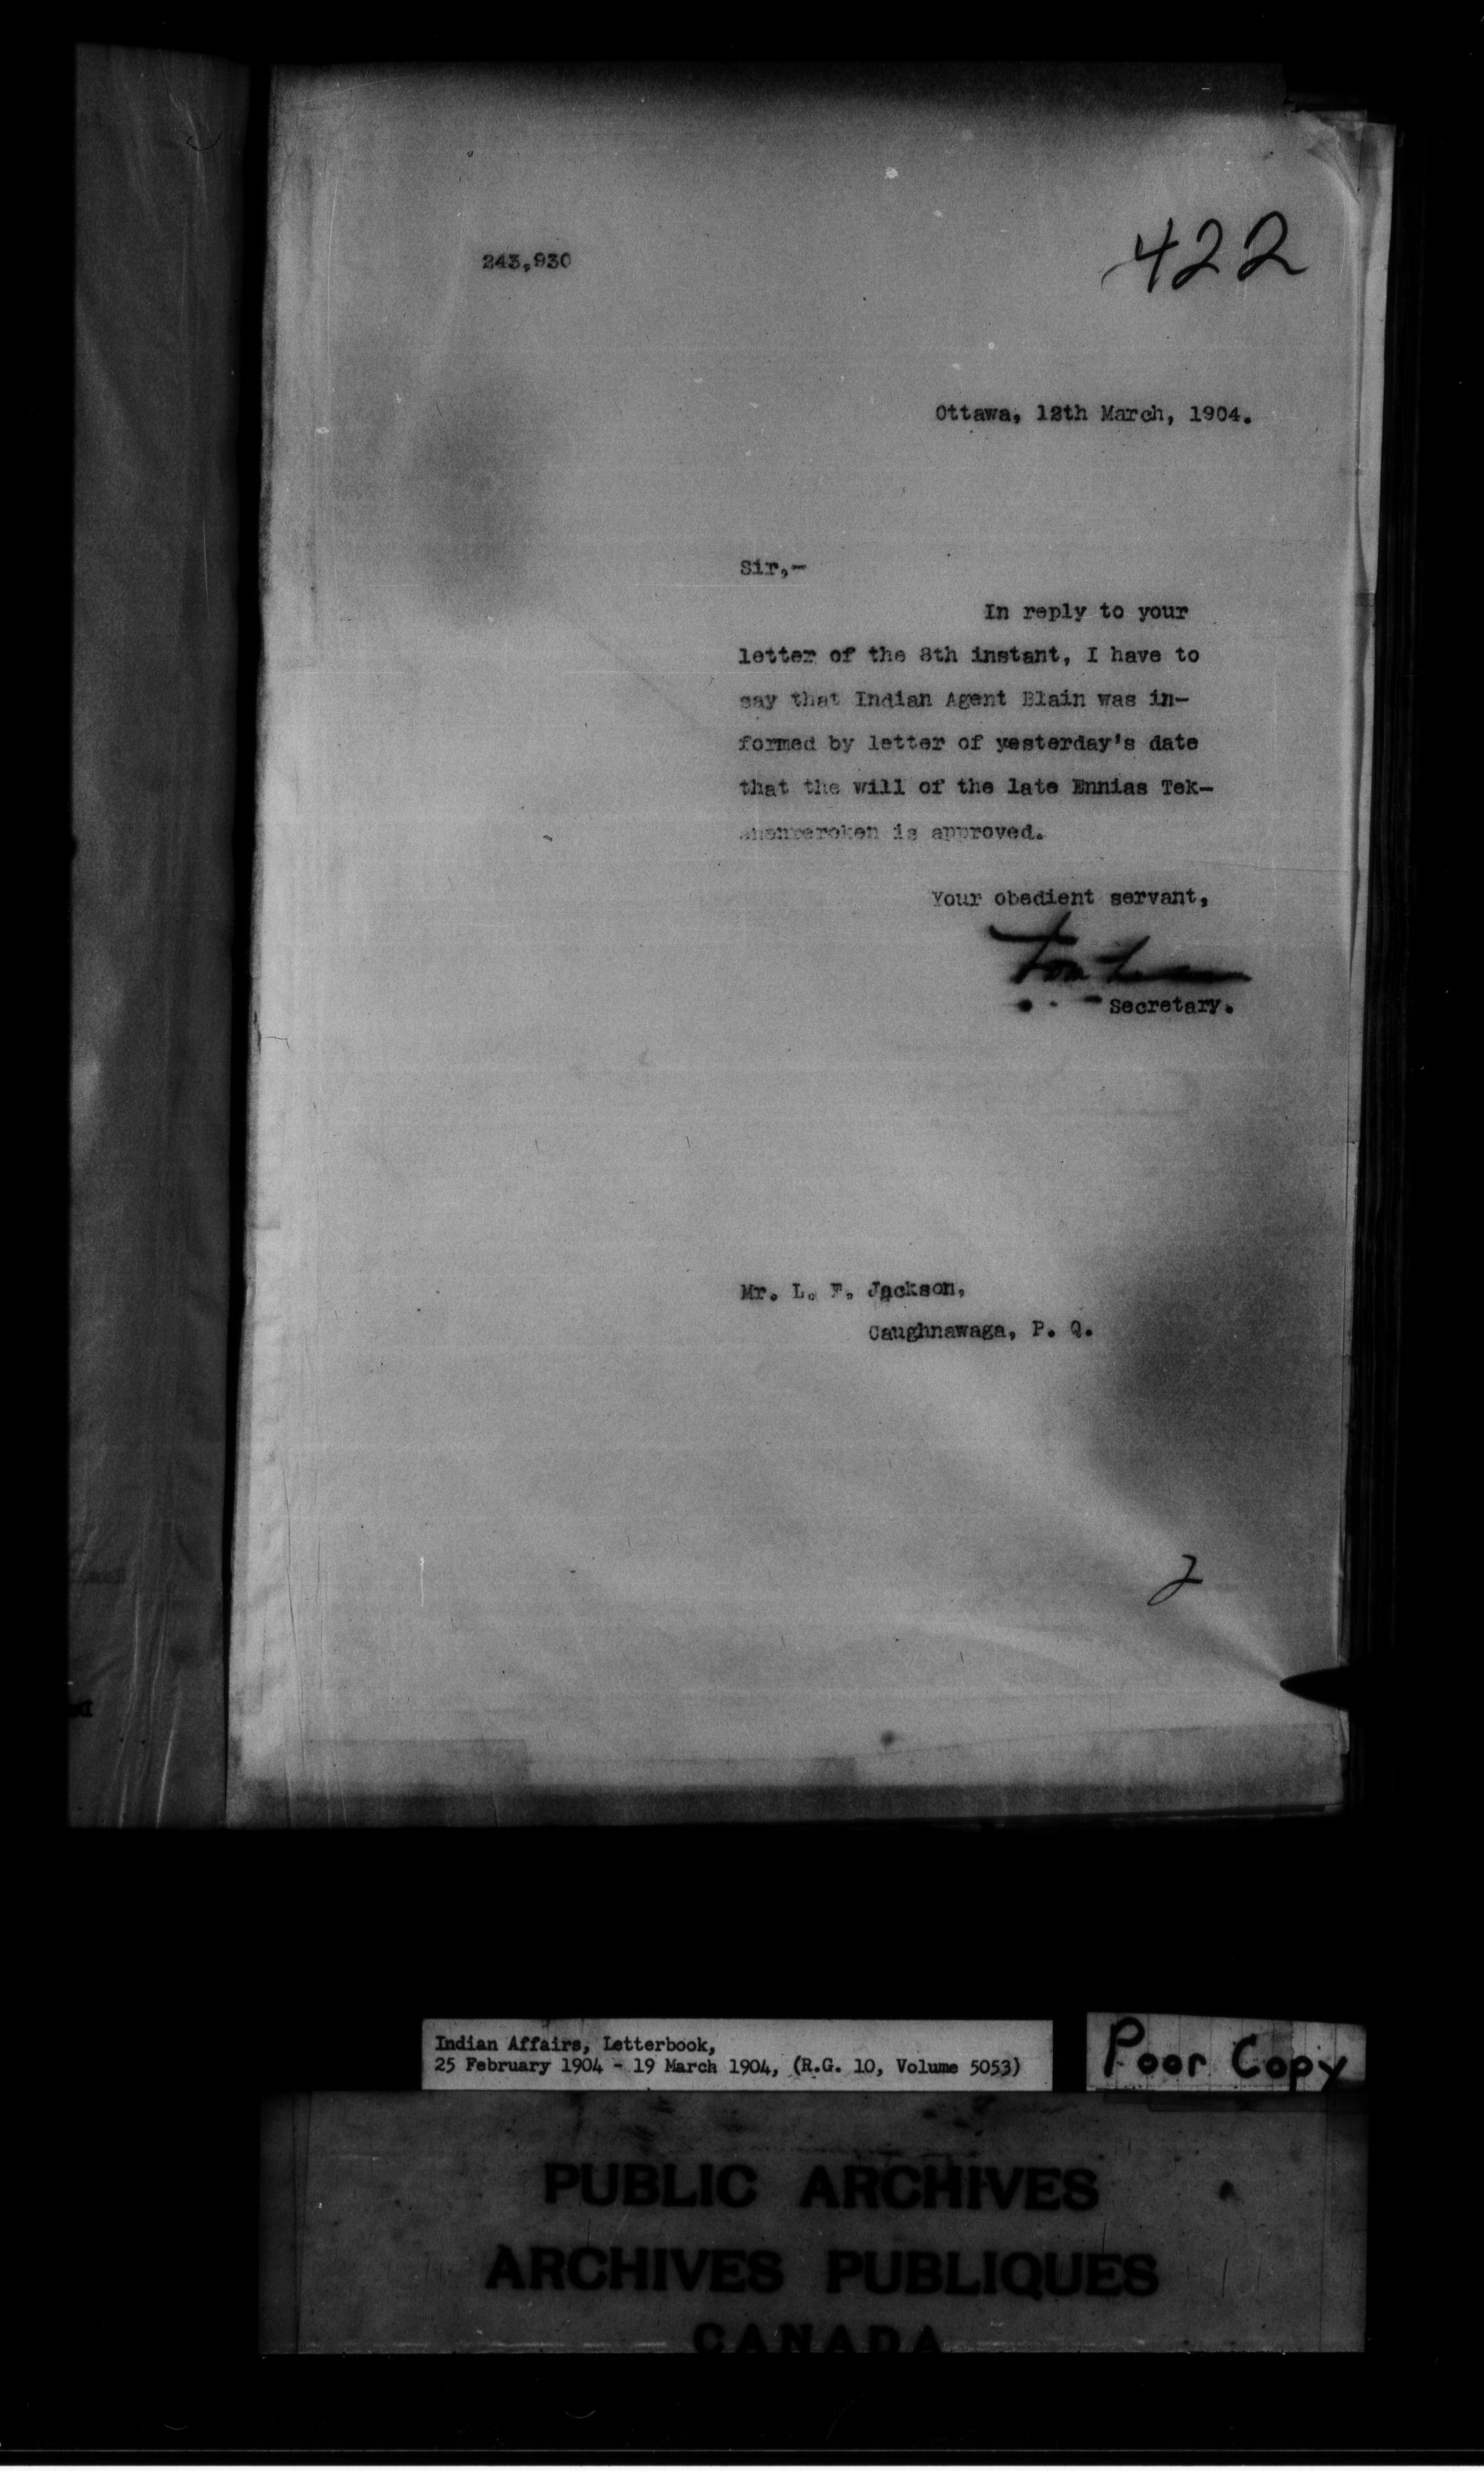 243,930
422
Ottawa, 12th March, 1904.
Sir,-
In reply to your
letter of the 8th instant, I have to
say that Indian Agent Blain was in-
formed by letter of yesterday's date
that the will of the late Ennias Tek-
is approved.
Your obedient servant,
Secretary.
Mr. L. F. Jackson,
Caughnawaga, P. Q.
2
Indian Affairs, Letterbook,
25 February 1904 - 19 March 1904, (R.G. 10, Volume 5053)
Poor Copy
PUBLIC ARCHIVES
ARCHIVES PUBLIQUES
CANADA